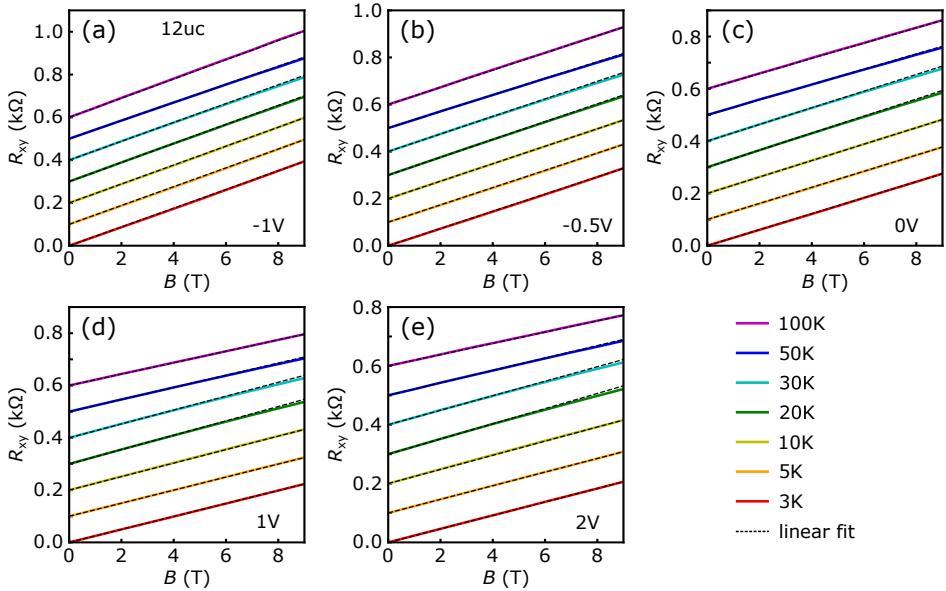 (a) 12uc
1.0
0.8
0.6
0.4
0.2
0.0
R_xy (kΩ)
0 2 4 6 8
B (T)
-1V
(b)
1.0
0.8
0.6
0.4
0.2
0.0
R_xy (kΩ)
0 2 4 6 8
B (T)
-0.5V
(c)
0.8
0.6
0.4
0.2
0.0
R_xy (kΩ)
0 2 4 6 8
B (T)
0V
(d)
0.8
0.6
0.4
0.2
0.0
R_xy (kΩ)
0 2 4 6 8
B (T)
1V
(e)
0.8
0.6
0.4
0.2
0.0
R_xy (kΩ)
0 2 4 6 8
B (T)
2V
100K
50K
30K
20K
10K
5K
3K
linear fit